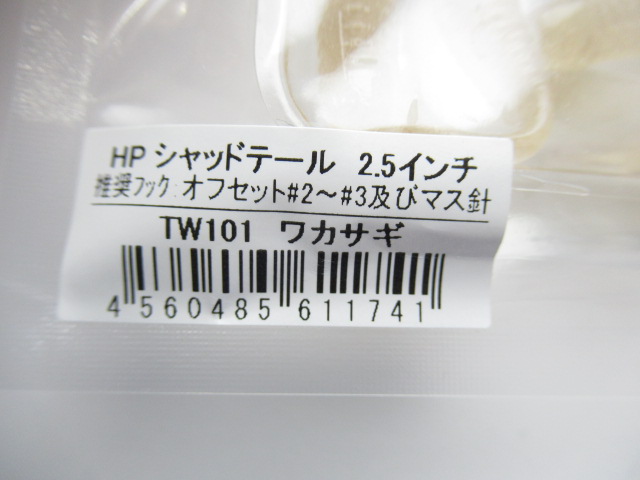 HP シャッドテール 2.5インチ
推奨フック:オフセット#2～#3及びマス針
TW101 ワカサギ
4 560485 611741